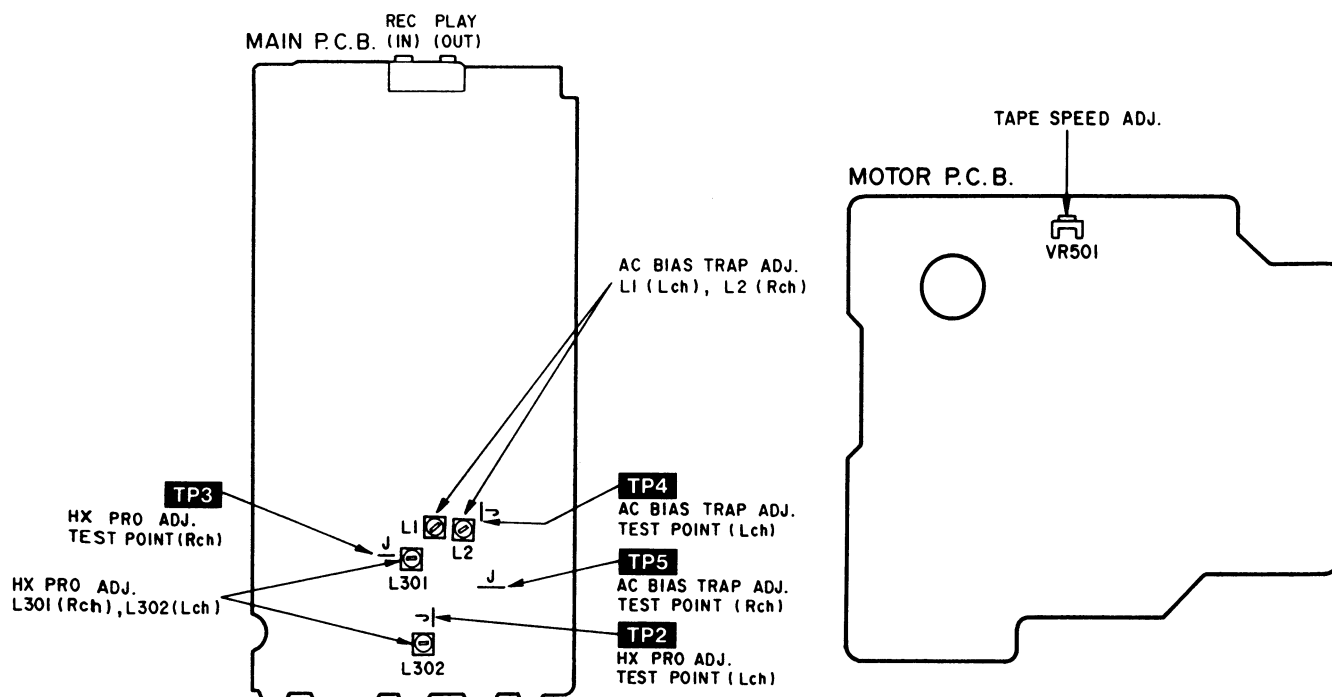 REC PLAY
MAIN P.C.B. (IN) (OUT)
TAPE SPEED ADJ.
MOTOR P.C.B.
VR501
AC BIAS TRAP ADJ.
L1 (Lch), L2 (Rch)
TP3
HX PRO ADJ.
TEST POINT (Rch)
HX PRO ADJ.
L301 (Rch), L302 (Lch)
L1
L2
J
J
L301
J
J
L302
TP4
AC BIAS TRAP ADJ.
TEST POINT (Lch)
TP5
AC BIAS TRAP ADJ.
TEST POINT (Rch)
TP2
HX PRO ADJ.
TEST POINT (Lch)